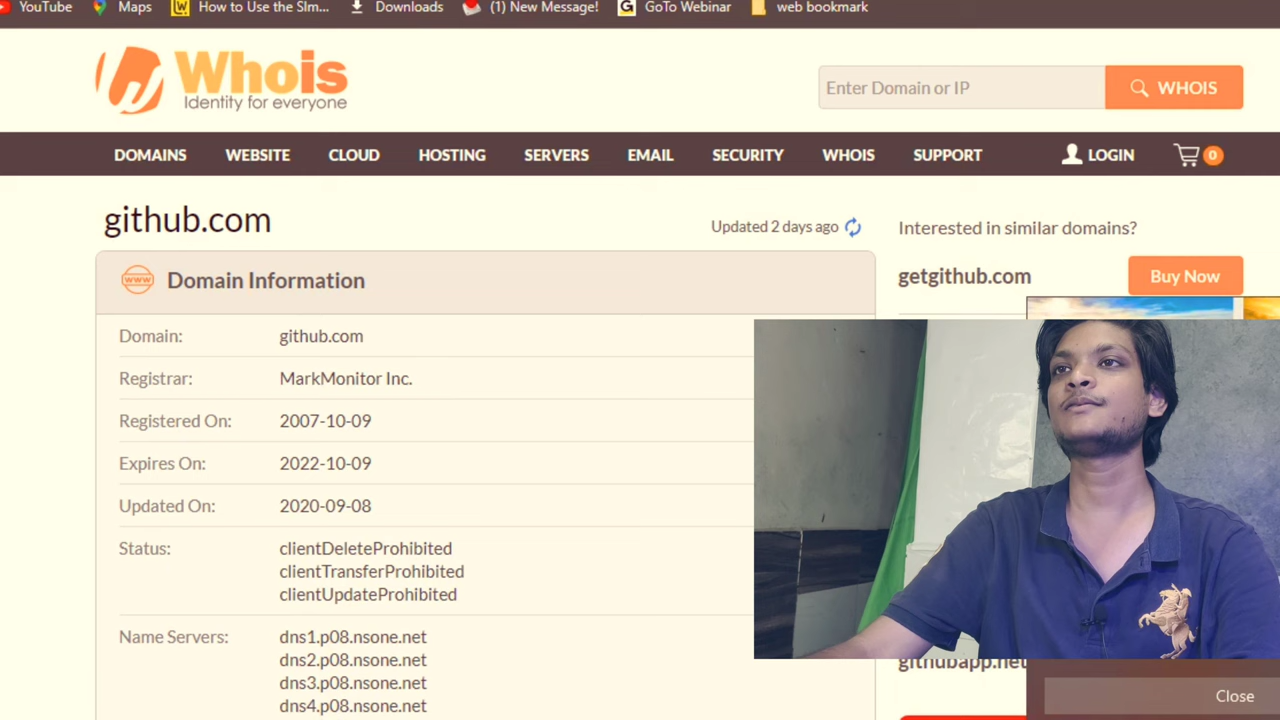 YouTube Maps How to Use the SIm... Downloads (1) New Message! GoTo Webinar web bookmark
Whois
Identity for everyone
Enter Domain or IP
WHOIS
DOMAINS WEBSITE CLOUD HOSTING SERVERS EMAIL SECURITY WHOIS SUPPORT LOGIN 0
github.com
Updated 2 days ago
Interested in similar domains?
www
Domain Information
getgithub.com
Buy Now
Domain: github.com
Registrar: MarkMonitor Inc.
Registered On: 2007-10-09
Expires On: 2022-10-09
Updated On: 2020-09-08
Status: clientDeleteProhibited
clientTransferProhibited
clientUpdateProhibited
Name Servers: dns1.p08.nsone.net
dns2.p08.nsone.net
dns3.p08.nsone.net
dns4.p08.nsone.net
githubapp.net
Close